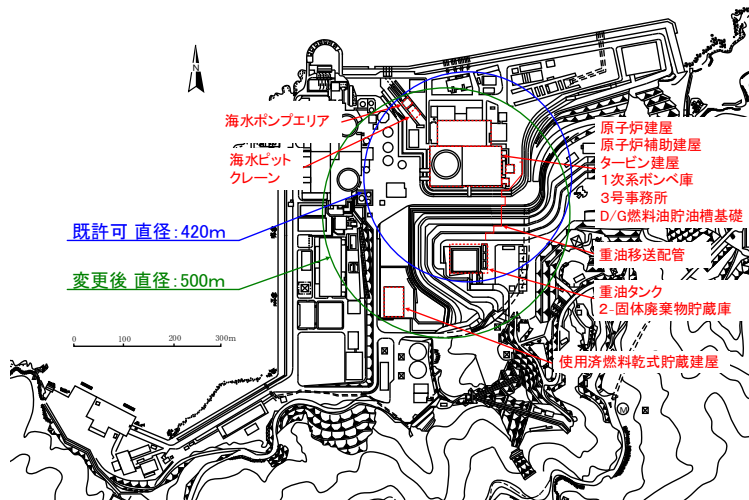 N
海水ポンプエリア
海水ピット
クレーン
原子炉建屋
原子炉補助建屋
タービン建屋
1次系ボンベ庫
3号事務所
D/G燃料油貯油槽基礎
既許可 直径:420m
変更後 直径:500m
重油移送配管
重油タンク
2-固体廃棄物貯蔵庫
使用済燃料乾式貯蔵建屋
0 100 200 300m
M